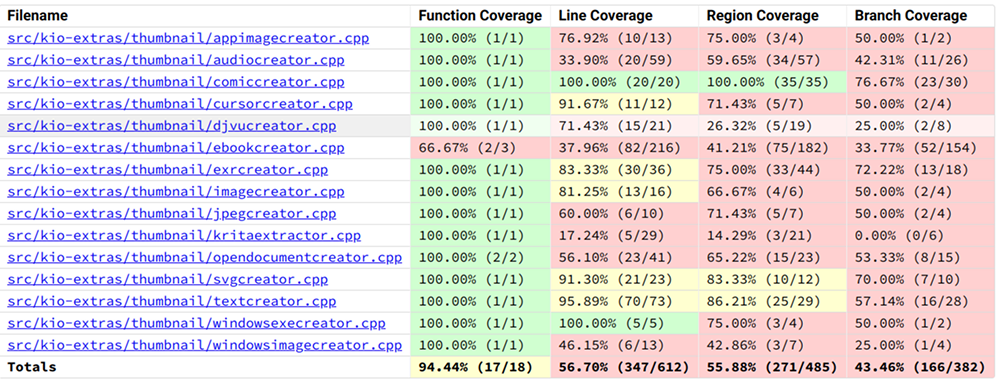 Filename Function Coverage Line Coverage Region Coverage Branch Coverage
src/kio-extras/thumbnail/appimagecreator.cpp 100.00% (1/1) 76.92% (10/13) 75.00% (3/4) 50.00% (1/2)
src/kio-extras/thumbnail/audiocreator.cpp 100.00% (1/1) 33.90% (20/59) 59.65% (34/57) 42.31% (11/26)
src/kio-extras/thumbnail/comiccreator.cpp 100.00% (1/1) 100.00% (20/20) 100.00% (35/35) 76.67% (23/30)
src/kio-extras/thumbnail/cursorcreator.cpp 100.00% (1/1) 91.67% (11/12) 71.43% (5/7) 50.00% (2/4)
src/kio-extras/thumbnail/djvucreator.cpp 100.00% (1/1) 71.43% (15/21) 26.32% (5/19) 25.00% (2/8)
src/kio-extras/thumbnail/ebookcreator.cpp 66.67% (2/3) 37.96% (82/216) 41.21% (75/182) 33.77% (52/154)
src/kio-extras/thumbnail/exrcreator.cpp 100.00% (1/1) 83.33% (30/36) 75.00% (33/44) 72.22% (13/18)
src/kio-extras/thumbnail/imagecreator.cpp 100.00% (1/1) 81.25% (13/16) 66.67% (4/6) 50.00% (2/4)
src/kio-extras/thumbnail/jpegcreator.cpp 100.00% (1/1) 60.00% (6/10) 71.43% (5/7) 50.00% (2/4)
src/kio-extras/thumbnail/kritaextractor.cpp 100.00% (1/1) 17.24% (5/29) 14.29% (3/21) 0.00% (0/6)
src/kio-extras/thumbnail/opendocumentcreator.cpp 100.00% (2/2) 56.10% (23/41) 65.22% (15/23) 53.33% (8/15)
src/kio-extras/thumbnail/svgcreator.cpp 100.00% (1/1) 91.30% (21/23) 83.33% (10/12) 70.00% (7/10)
src/kio-extras/thumbnail/textcreator.cpp 100.00% (1/1) 95.89% (70/73) 86.21% (25/29) 57.14% (16/28)
src/kio-extras/thumbnail/windowsexecreator.cpp 100.00% (1/1) 100.00% (5/5) 75.00% (3/4) 50.00% (1/2)
src/kio-extras/thumbnail/windowsimagecreator.cpp 100.00% (1/1) 46.15% (6/13) 42.86% (3/7) 25.00% (1/4)
Totals 94.44% (17/18) 56.70% (347/612) 55.88% (271/485) 43.46% (166/382)